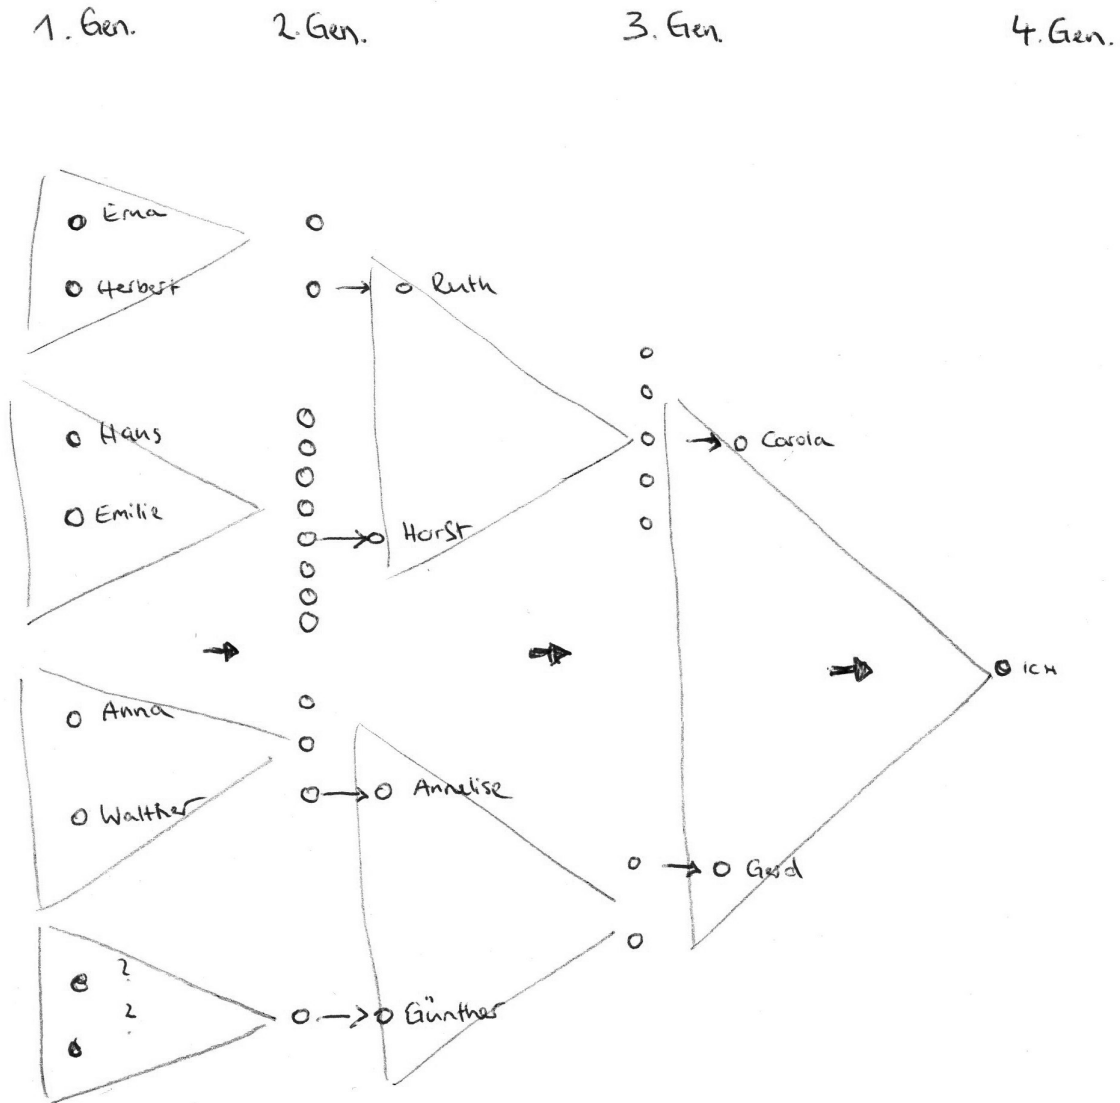 1. Gen.
2. Gen.
3. Gen.
4. Gen.
Erna
Herbert
Ruth
Hans
Carola
Emilie
Horst
ICH
Anna
Annelise
Walther
Gerd
?
?
Günther